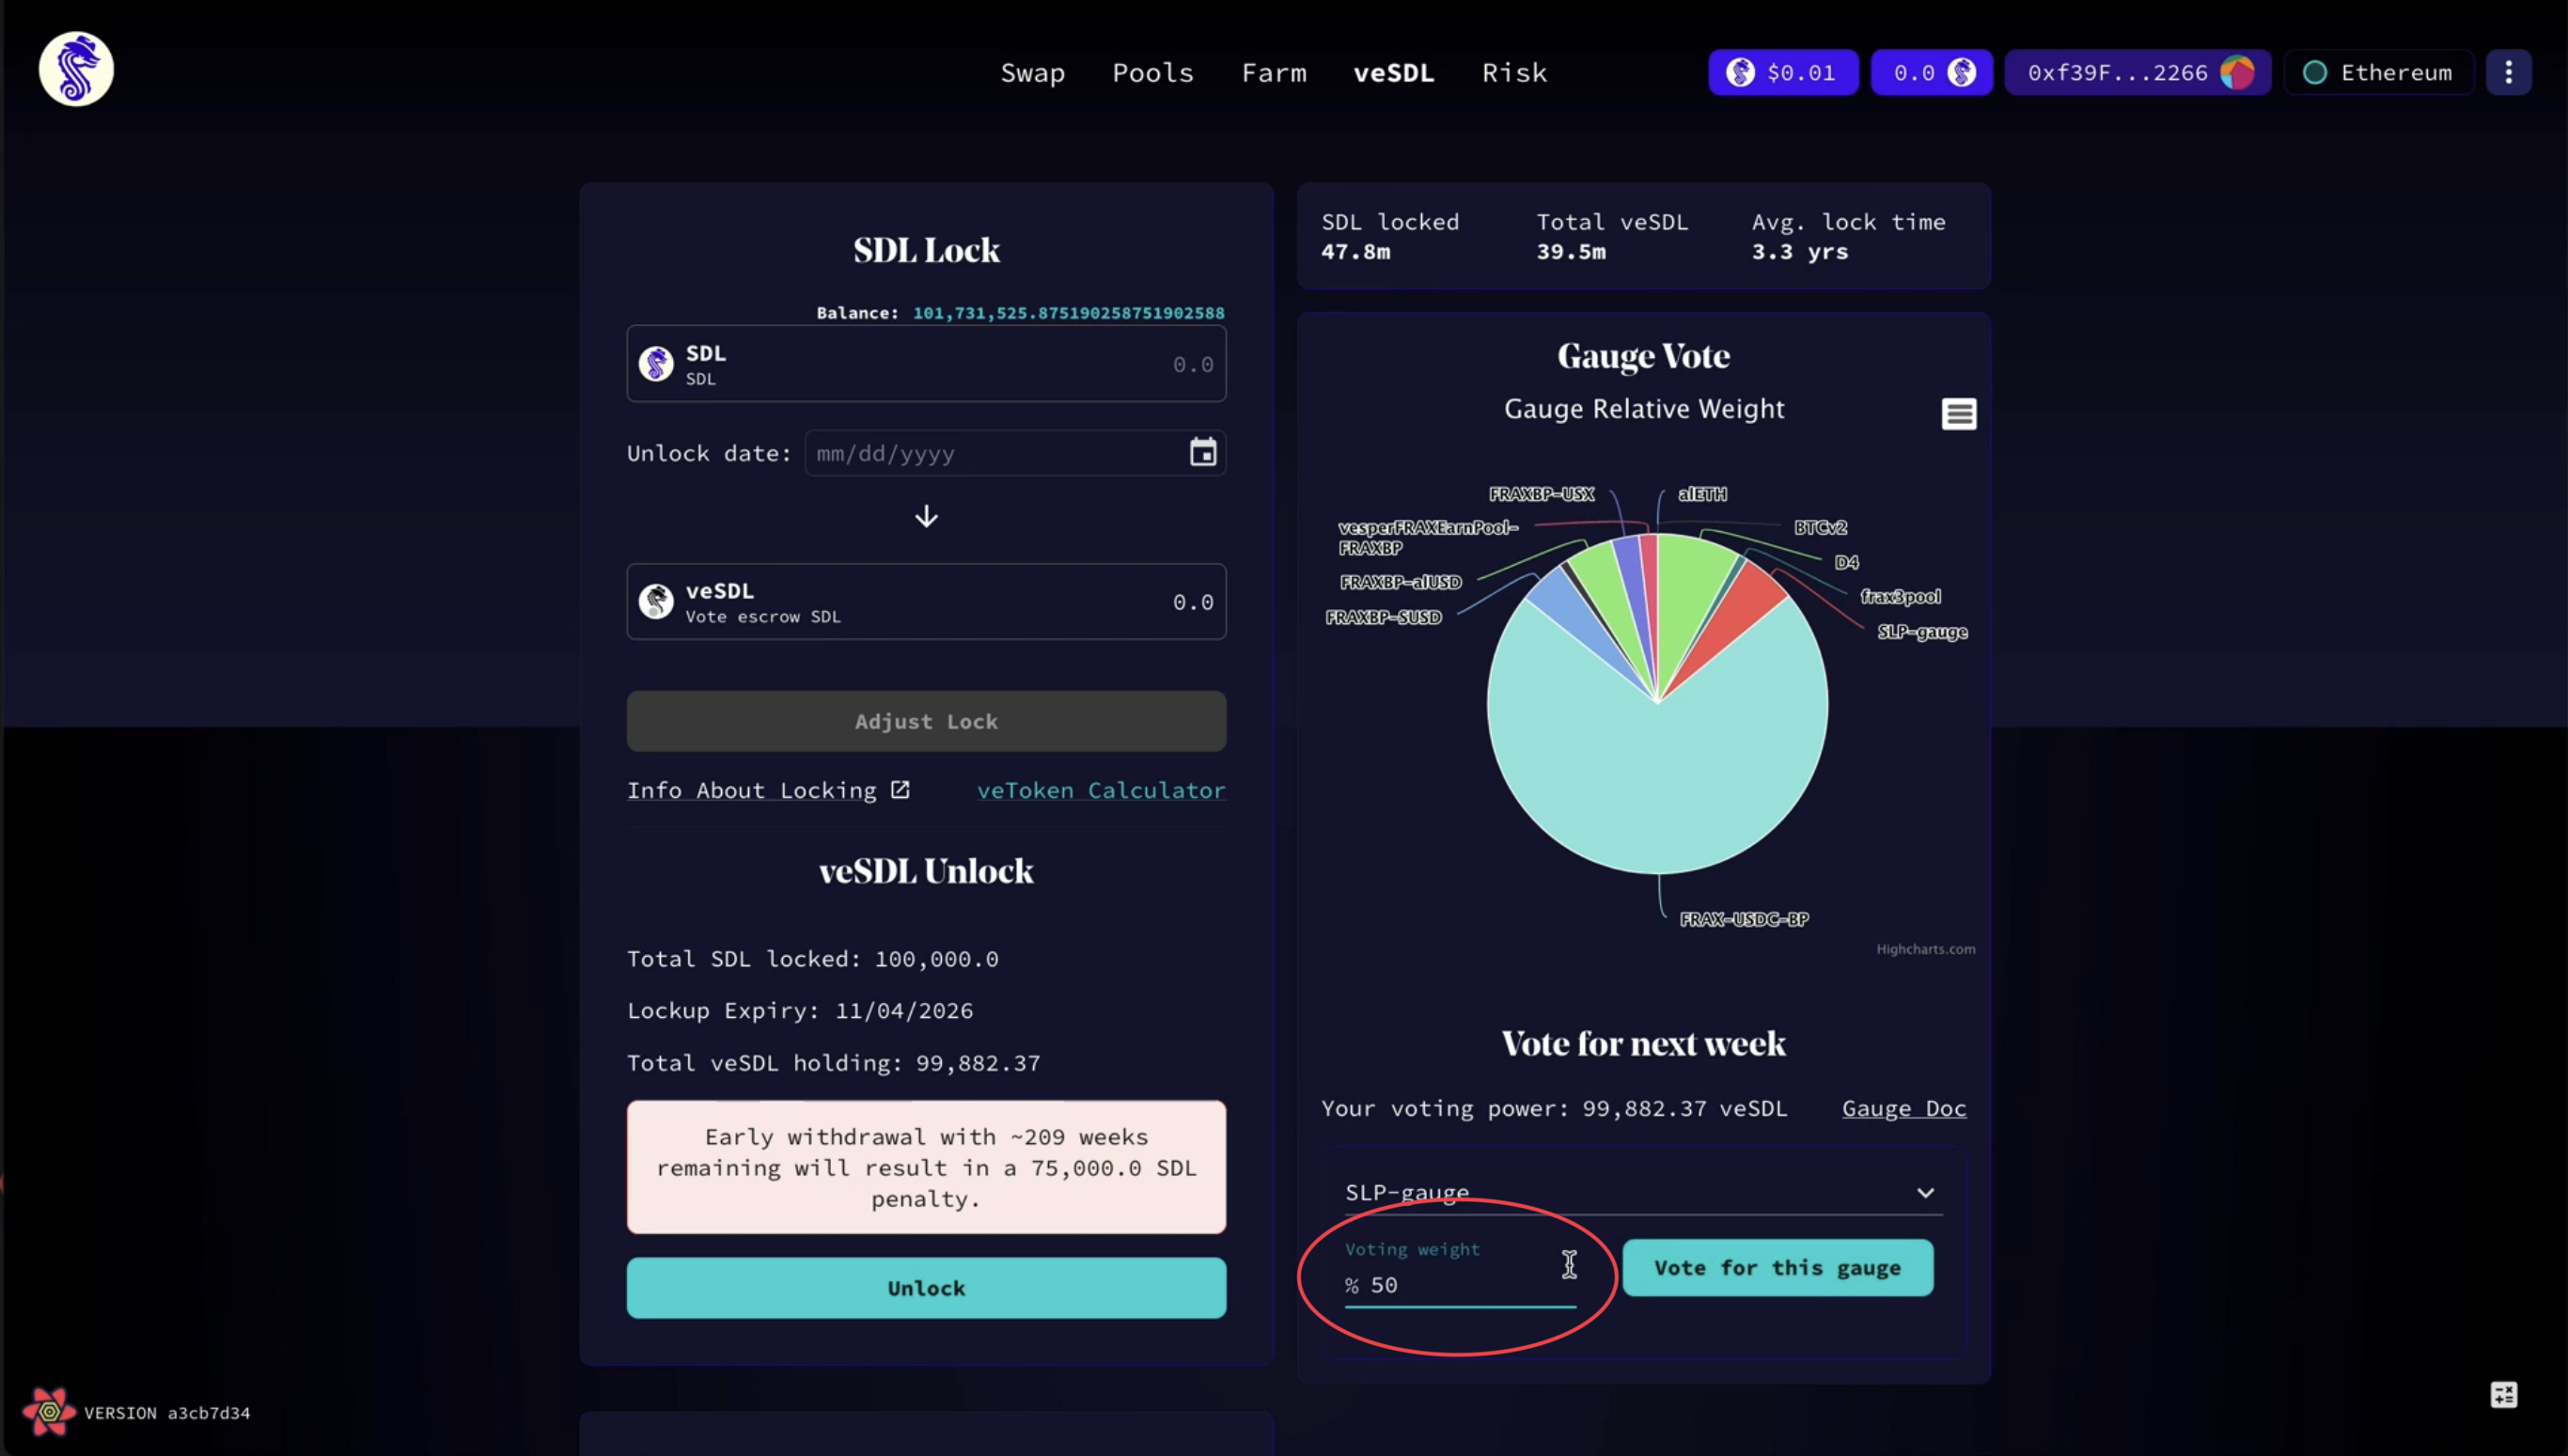 Swap Pools Farm veSDL Risk
$0.01
0.0
0xf39F...2266
Ethereum
SDL Lock
Balance: 101,731,525.875190258751902588
SDL
SDL
0.0
Unlock date: mm/dd/yyyy
veSDL
Vote escrow SDL
0.0
Adjust Lock
Info About Locking
veToken Calculator
veSDL Unlock
Total SDL locked: 100,000.0
Lockup Expiry: 11/04/2026
Total veSDL holding: 99,882.37
Early withdrawal with ~209 weeks
remaining will result in a 75,000.0 SDL
penalty.
Unlock
SDL locked
47.8m
Total veSDL
39.5m
Avg. lock time
3.3 yrs
Gauge Vote
Gauge Relative Weight
FRAXBP-USX
alETH
vesperFRAXEarnPool-
FRAXBP
BTCv2
D4
FRAXBP-alUSD
frax3pool
FRAXBP-SUSD
SLP-gauge
FRAX-USDC-BP
Highcharts.com
Vote for next week
Your voting power: 99,882.37 veSDL
Gauge Doc
SLP-gauge
Voting weight
% 50
Vote for this gauge
VERSION a3cb7d34